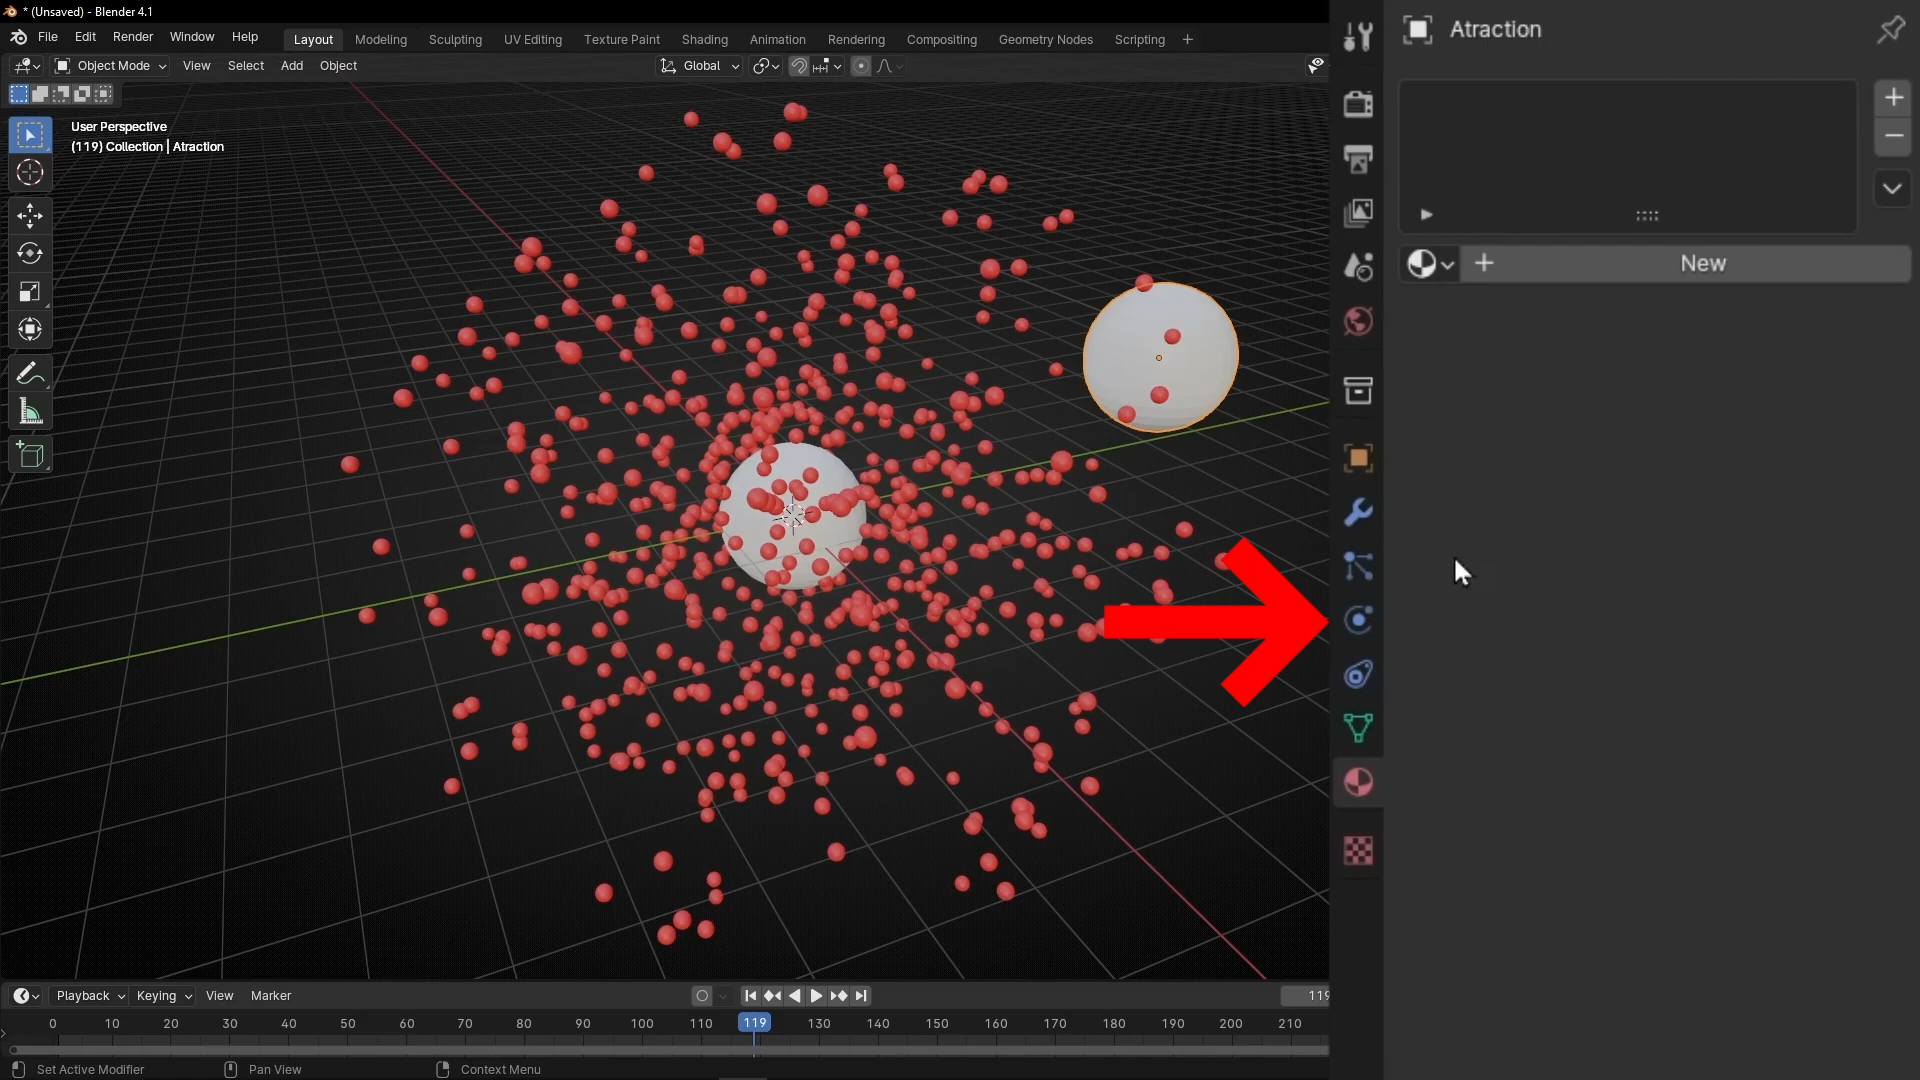 * (Unsaved) - Blender 4.1
File Edit Render Window Help Layout Modeling Sculpting UV Editing Texture Paint Shading Animation Rendering Compositing Geometry Nodes Scripting +
Object Mode View Select Add Object Global
User Perspective
(119) Collection | Atraction
Atraction
+ New
Playback Keying View Marker 119
0 10 20 30 40 50 60 70 80 90 100 110 119 130 140 150 160 170 180 190 200 210
Set Active Modifier Pan View Context Menu